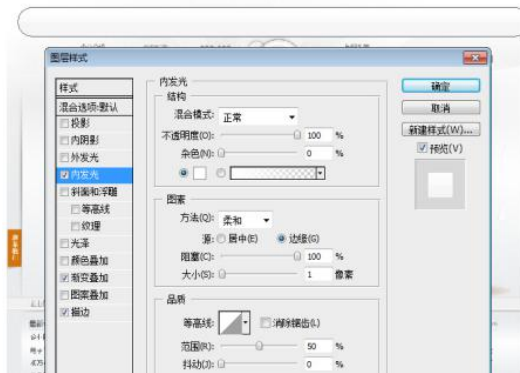 图层样式
样式
混合选项:默认
投影
内阴影
外发光
内发光
斜面和浮雕
等高线
纹理
光泽
颜色叠加
渐变叠加
图案叠加
描边
内发光
结构
混合模式: 正常
不透明度(O): 100 %
杂色(N): 0 %
图素
方法(Q): 柔和
源: 居中(E) 边缘(G)
阻塞(C): 100 %
大小(S): 1 像素
品质
等高线: 消除锯齿(L)
范围(R): 50 %
抖动(J): 0 %
确定
取消
新建样式(W)...
预览(V)